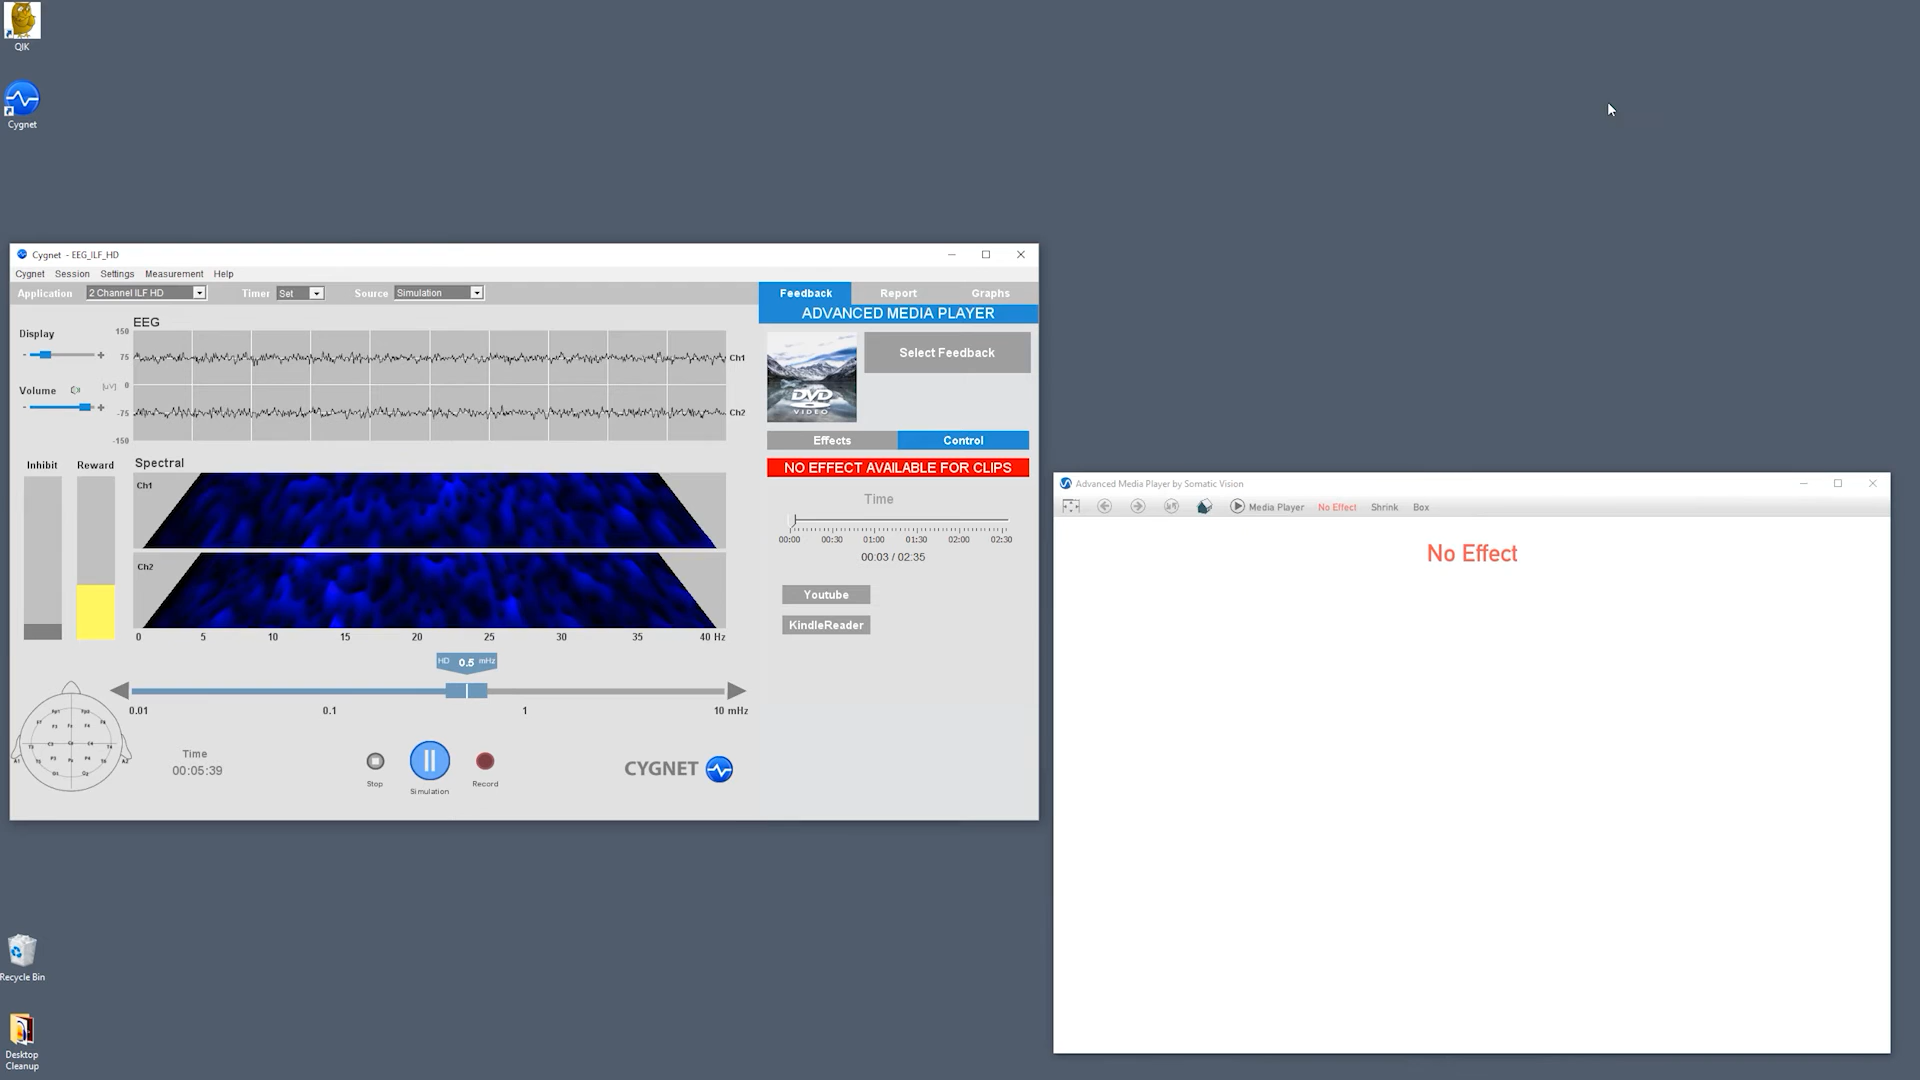 QIK
Cygnet
Cygnet - EEG_ILF_HD
Cygnet Session Settings Measurement Help
Application 2 Channel ILF HD Timer Set Source Simulation
Feedback Report Graphs
ADVANCED MEDIA PLAYER
Select Feedback
DVD
VIDEO
Effects Control
NO EFFECT AVAILABLE FOR CLIPS
Time
00:00 00:30 01:00 01:30 02:00 02:30
00:03 / 02:35
Youtube
KindleReader
Display
- +
Volume
- +
EEG
150
75
[uV] 0
-75
-150
Ch1
Ch2
Inhibit Reward
Spectral
Ch1
Ch2
0 5 10 15 20 25 30 35 40 Hz
HD 0.5 mHz
0.01 0.1 1 10 mHz
Time
00:05:39
Stop
Simulation
Record
CYGNET
Advanced Media Player by Somatic Vision
Media Player No Effect Shrink Box
No Effect
Recycle Bin
Desktop
Cleanup